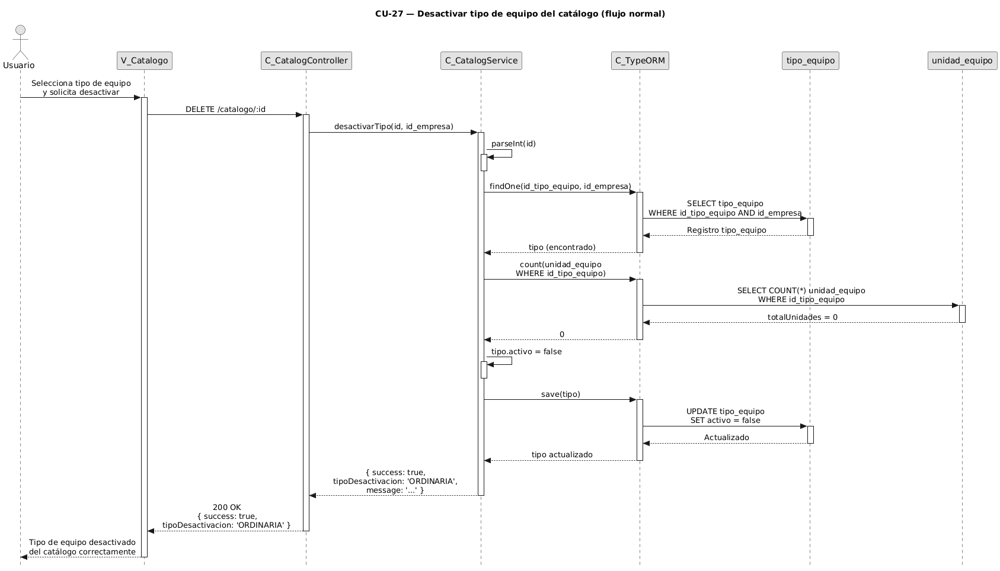 CU-27 — Desactivar tipo de equipo del catálogo (flujo normal)
Usuario
V_Catalogo
C_CatalogController
C_CatalogService
C_TypeORM
tipo_equipo
unidad_equipo
Selecciona tipo de equipo
y solicita desactivar
DELETE /catalogo/:id
desactivarTipo(id, id_empresa)
parseInt(id)
findOne(id_tipo_equipo, id_empresa)
SELECT tipo_equipo
WHERE id_tipo_equipo AND id_empresa
Registro tipo_equipo
tipo (encontrado)
count(unidad_equipo
WHERE id_tipo_equipo)
SELECT COUNT(*) unidad_equipo
WHERE id_tipo_equipo
totalUnidades = 0
0
tipo.activo = false
save(tipo)
UPDATE tipo_equipo
SET activo = false
Actualizado
tipo actualizado
{ success: true,
tipoDesactivacion: 'ORDINARIA',
message: '...' }
200 OK
{ success: true,
tipoDesactivacion: 'ORDINARIA' }
Tipo de equipo desactivado
del catálogo correctamente